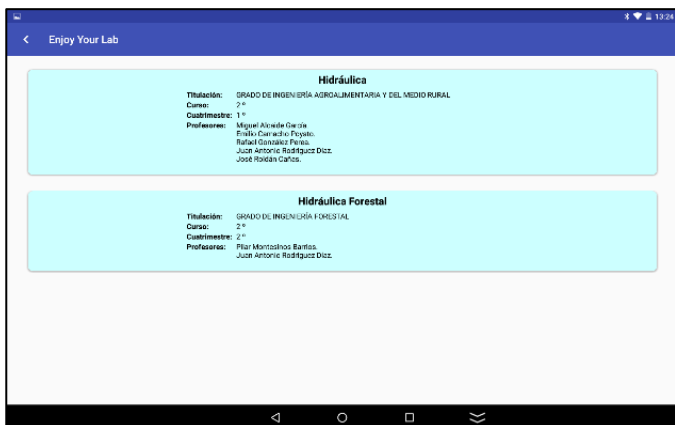 13:24
Enjoy Your Lab
Hidráulica
Titulación: GRADO DE INGENIERÍA AGROALIMENTARIA Y DEL MEDIO RURAL
Curso: 2º
Cuatrimestre: 1º
Profesores: Miguel Alcaide García.
Emilio Camacho Poyato.
Rafael González Perea.
Juan Antonio Rodríguez Díaz.
José Roldán Cañas.
Hidráulica Forestal
Titulación: GRADO DE INGENIERÍA FORESTAL
Curso: 2º
Cuatrimestre: 2º
Profesores: Pilar Montesinos Barrios.
Juan Antonio Rodríguez Díaz.